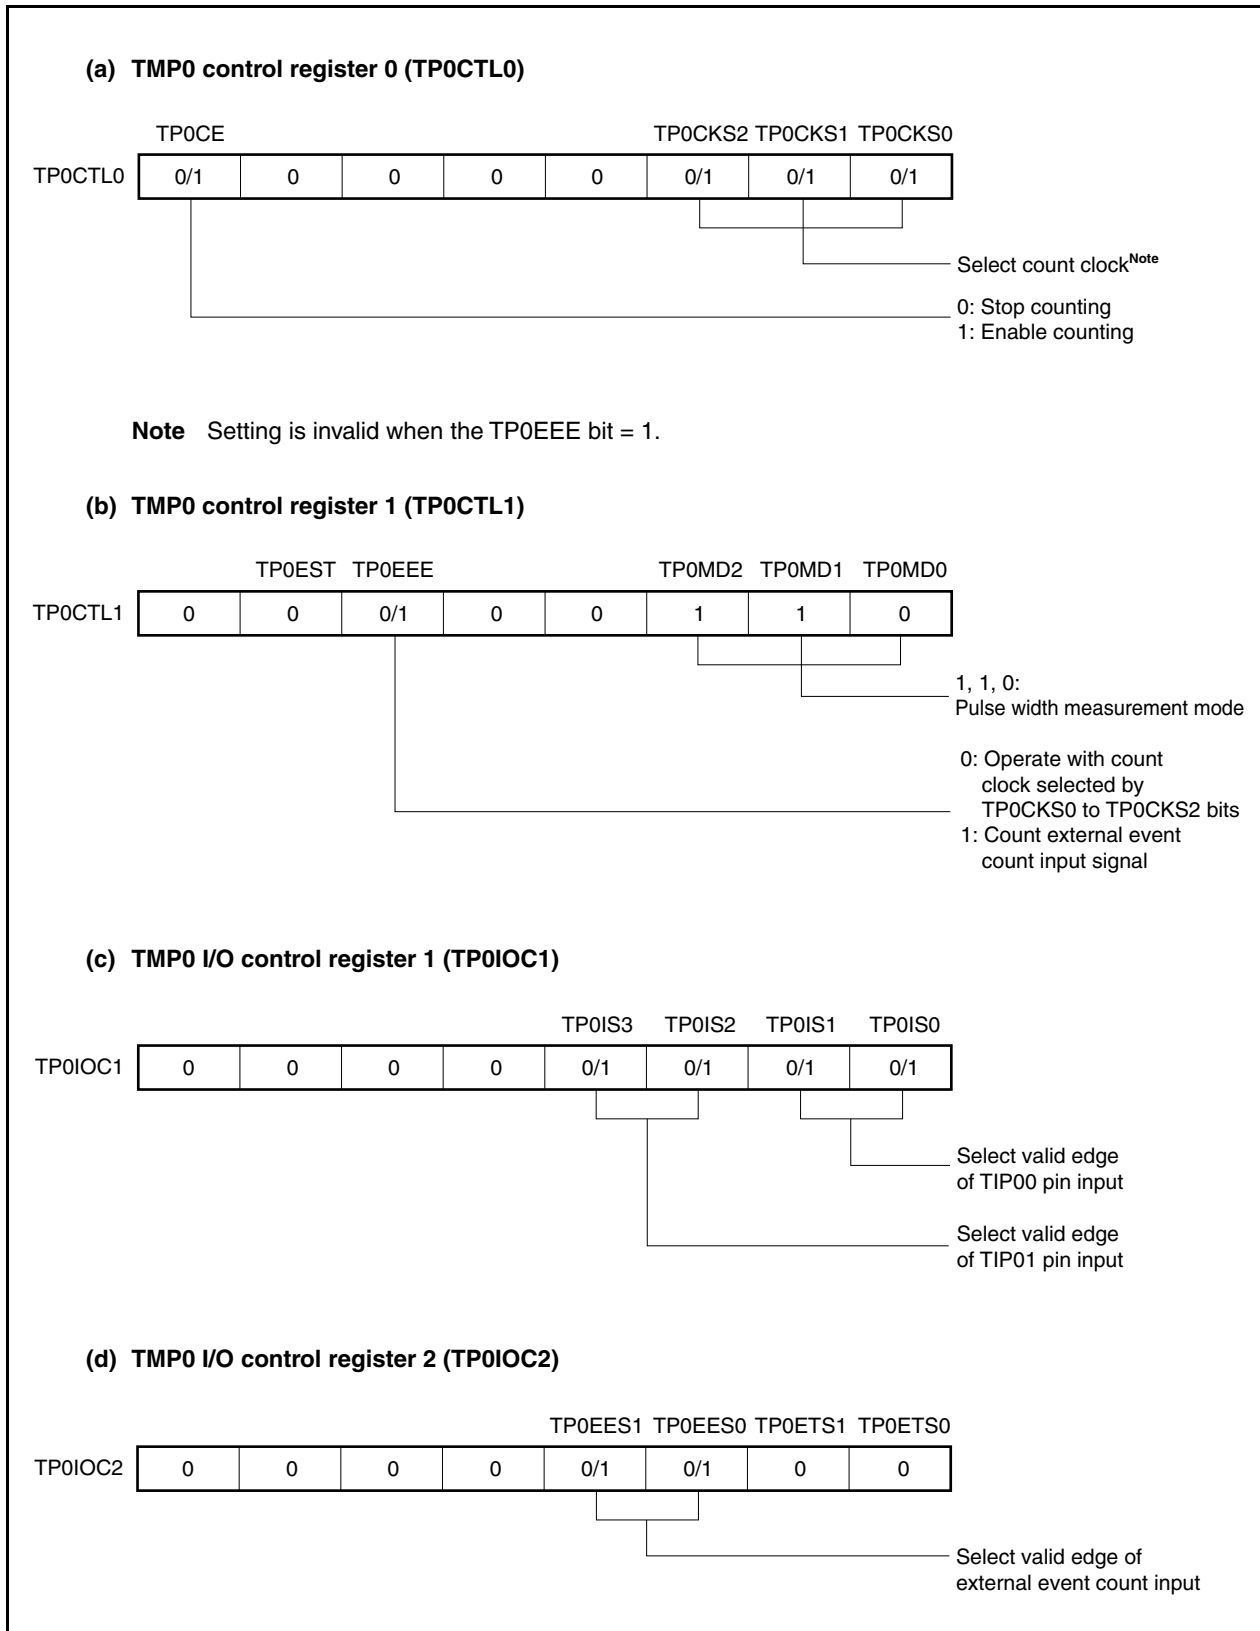 (a) TMP0 control register 0 (TP0CTL0)
TP0CE TP0CKS2 TP0CKS1 TP0CKS0
TP0CTL0 0/1 0 0 0 0 0/1 0/1 0/1
Select count clockNote
0: Stop counting
1: Enable counting
Note Setting is invalid when the TP0EEE bit = 1.
(b) TMP0 control register 1 (TP0CTL1)
TP0EST TP0EEE TP0MD2 TP0MD1 TP0MD0
TP0CTL1 0 0 0/1 0 0 1 1 0
1, 1, 0:
Pulse width measurement mode
0: Operate with count
clock selected by
TP0CKS0 to TP0CKS2 bits
1: Count external event
count input signal
(c) TMP0 I/O control register 1 (TP0IOC1)
TP0IS3 TP0IS2 TP0IS1 TP0IS0
TP0IOC1 0 0 0 0 0/1 0/1 0/1 0/1
Select valid edge
of TIP00 pin input
Select valid edge
of TIP01 pin input
(d) TMP0 I/O control register 2 (TP0IOC2)
TP0EES1 TP0EES0 TP0ETS1 TP0ETS0
TP0IOC2 0 0 0 0 0/1 0/1 0 0
Select valid edge of
external event count input